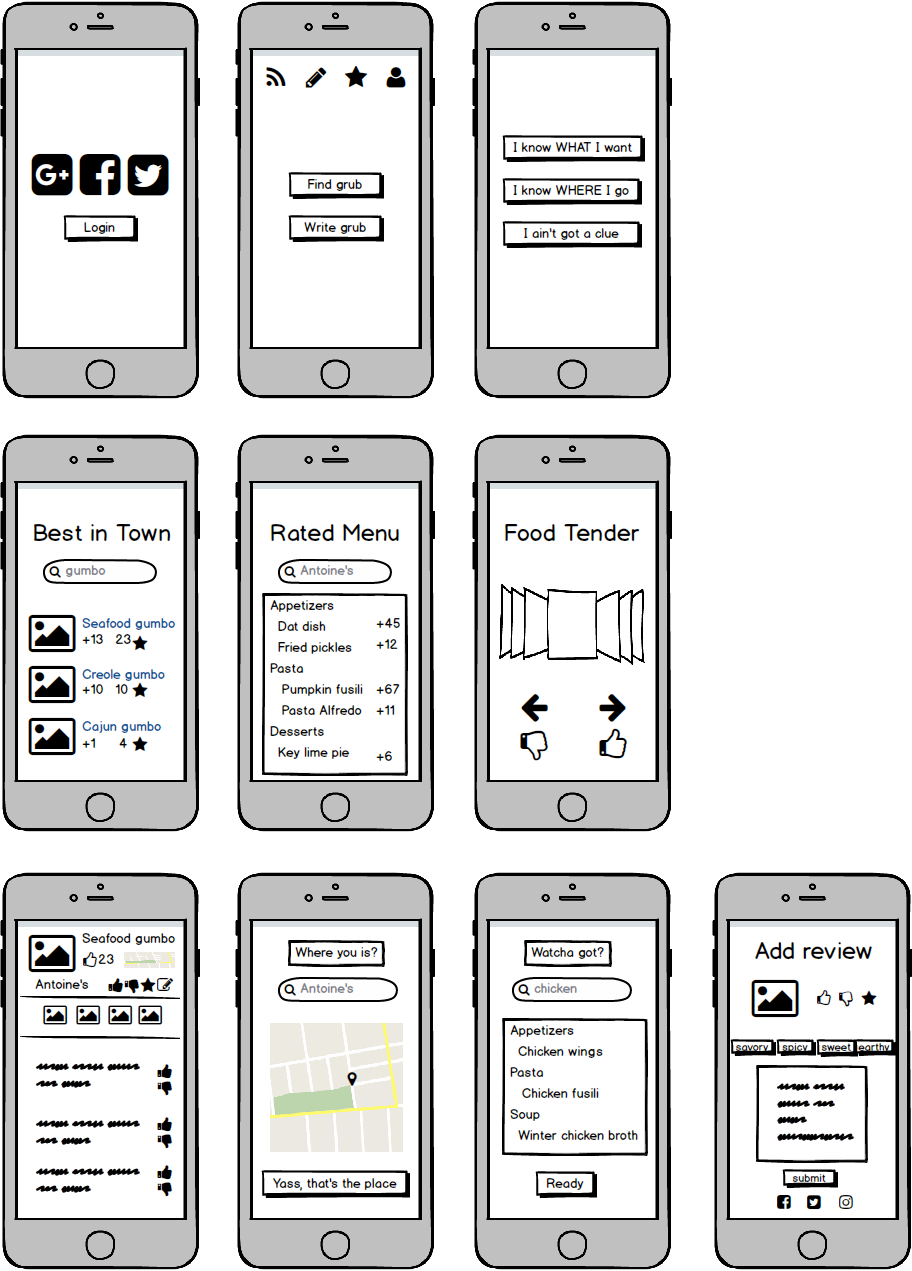 G+
Login
Find grub
Write grub
I know WHAT I want
I know WHERE I go
I ain't got a clue
Best in Town
gumbo
Seafood gumbo
+13 23
Creole gumbo
+10 10
Cajun gumbo
+1 4
Rated Menu
Antoine's
Appetizers
Dat dish +45
Fried pickles +12
Pasta
Pumpkin fusili +67
Pasta Alfredo +11
Desserts
Key lime pie +6
Food Tender
Seafood gumbo
23
Antoine's
Where you is?
Antoine's
Yass, that's the place
Watcha got?
chicken
Appetizers
Chicken wings
Pasta
Chicken fusili
Soup
Winter chicken broth
Ready
Add review
savory spicy sweet earthy
submit